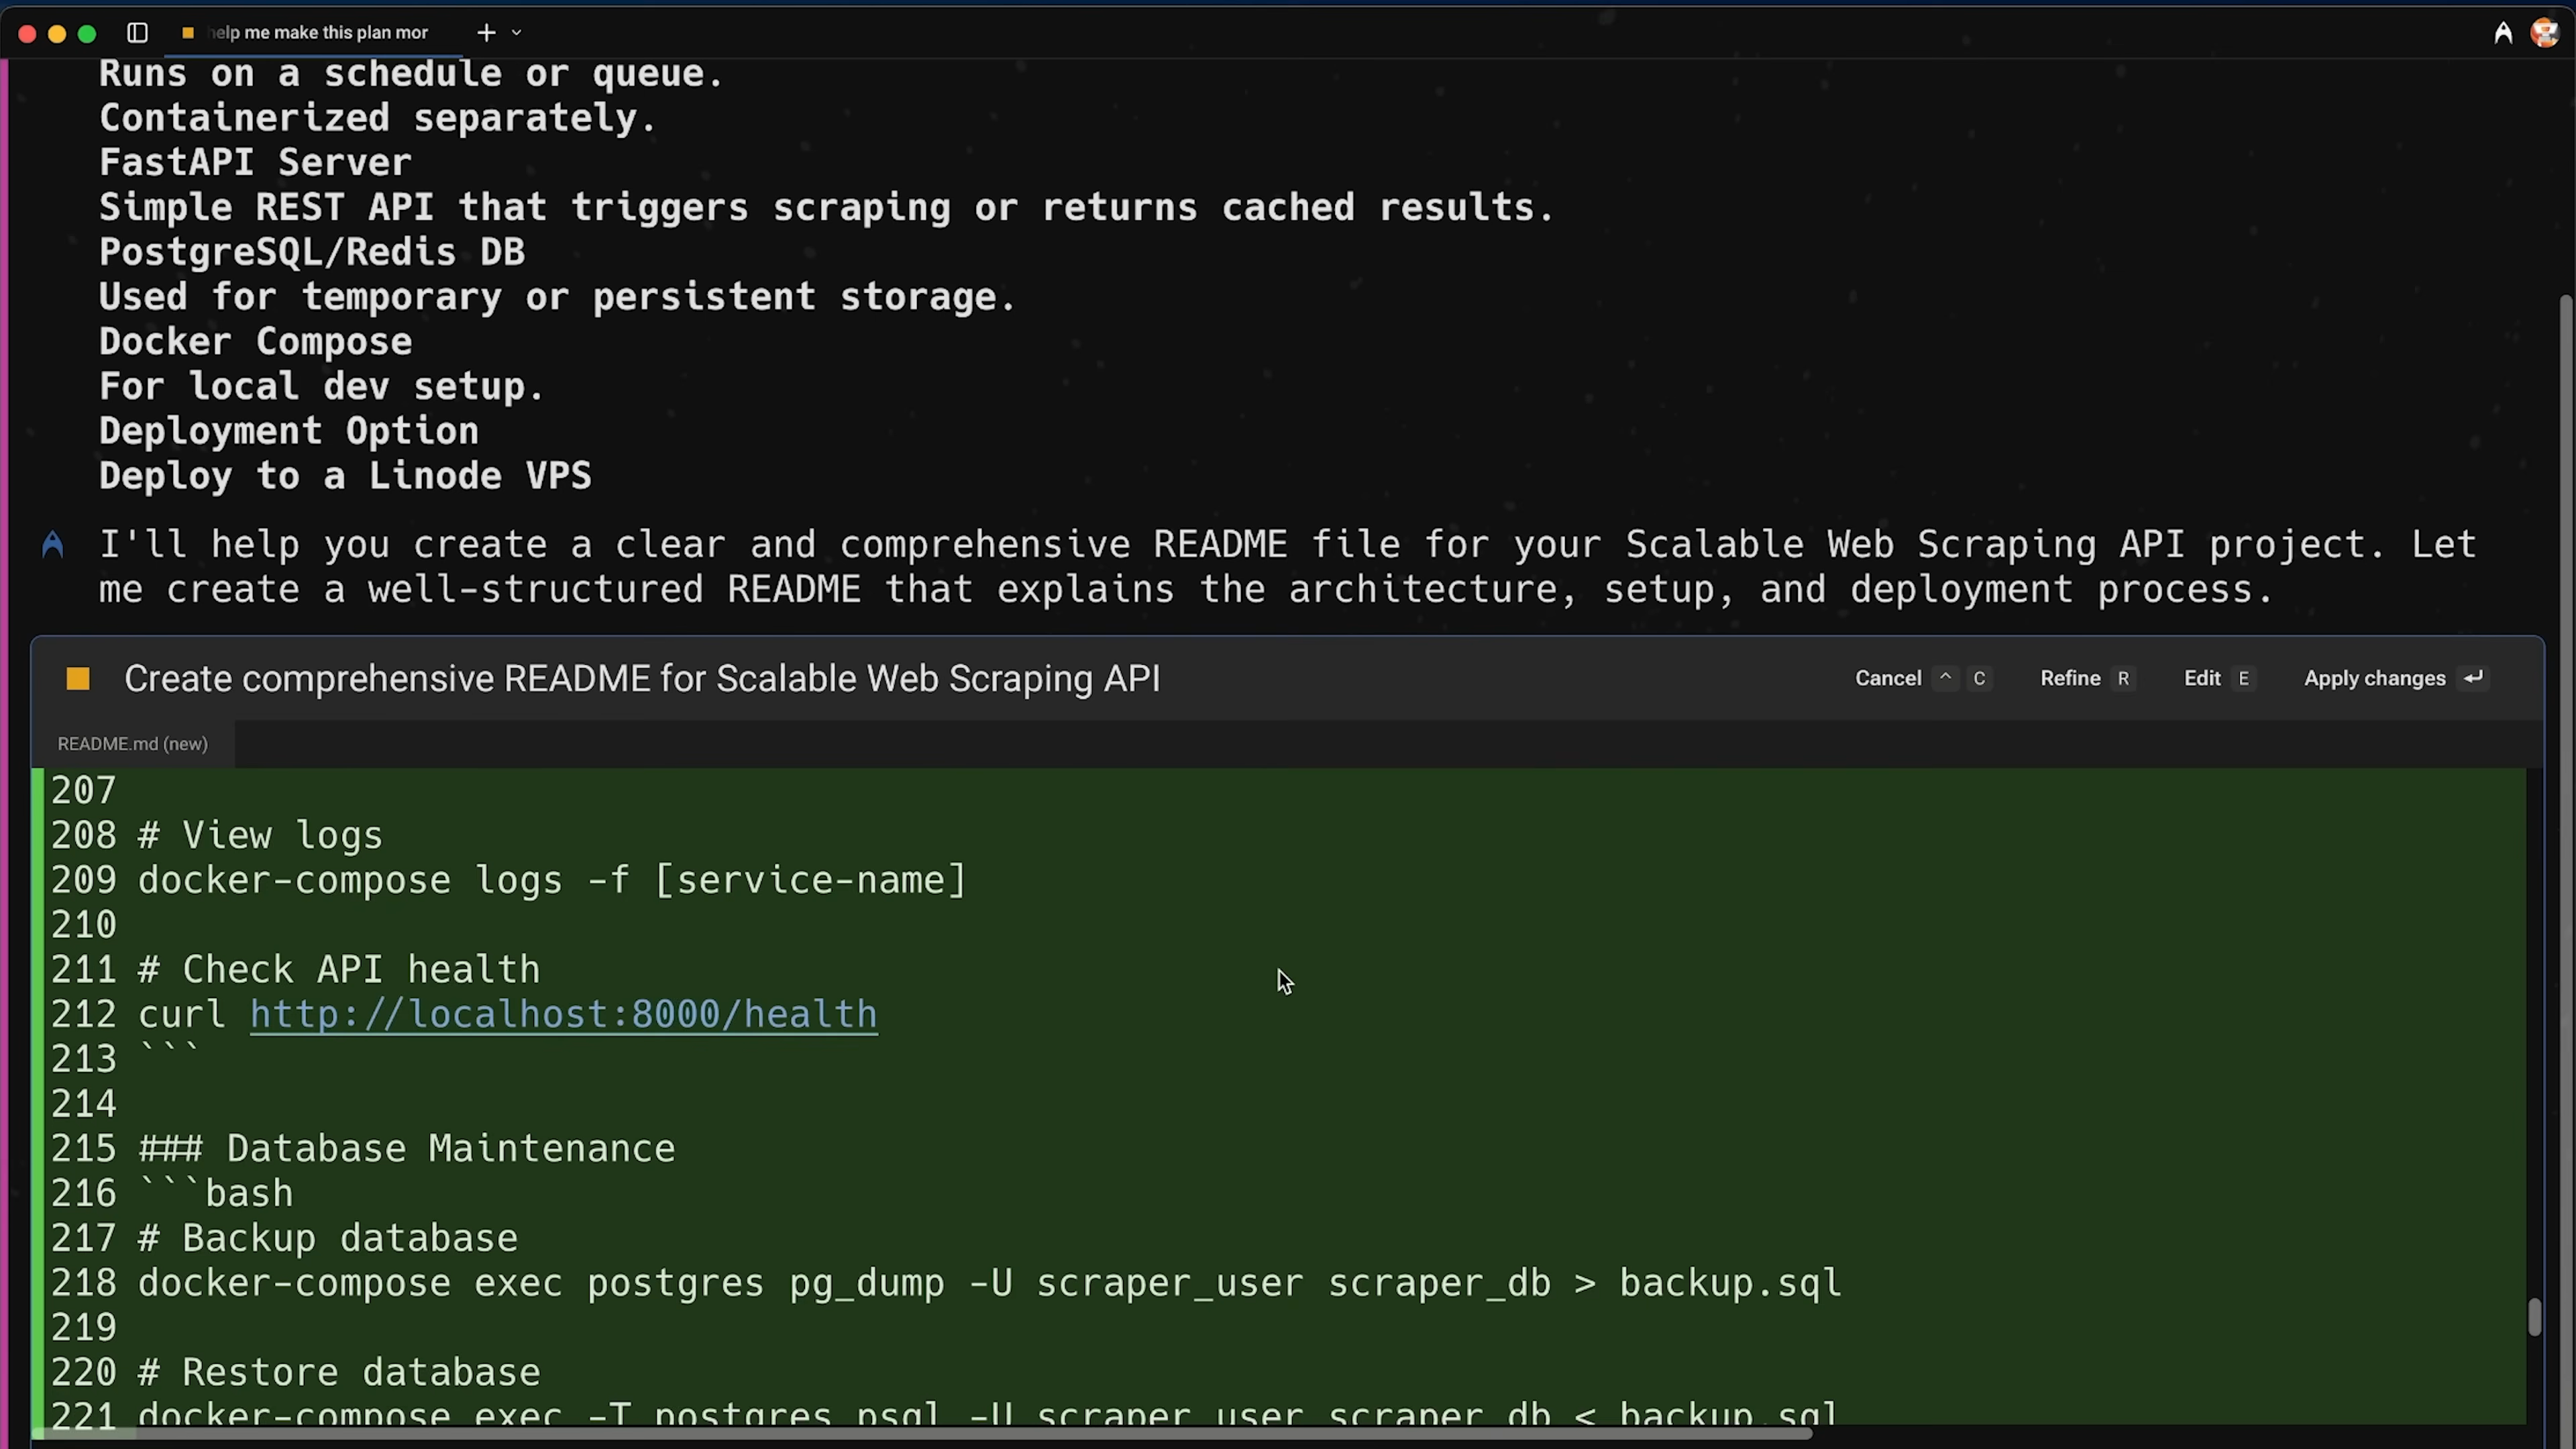 help me make this plan mor
Runs on a schedule or queue.
Containerized separately.
FastAPI Server
Simple REST API that triggers scraping or returns cached results.
PostgreSQL/Redis DB
Used for temporary or persistent storage.
Docker Compose
For local dev setup.
Deployment Option
Deploy to a Linode VPS
I'll help you create a clear and comprehensive README file for your Scalable Web Scraping API project. Let
me create a well-structured README that explains the architecture, setup, and deployment process.
Create comprehensive README for Scalable Web Scraping API Cancel ^ C Refine R Edit E Apply changes ↵
README.md (new)
207
208 # View logs
209 docker-compose logs -f [service-name]
210
211 # Check API health
212 curl http://localhost:8000/health
213 ```
214
215 ### Database Maintenance
216 ```bash
217 # Backup database
218 docker-compose exec postgres pg_dump -U scraper_user scraper_db > backup.sql
219
220 # Restore database
221 docker-compose exec -T postgres psql -U scraper_user scraper_db < backup.sql